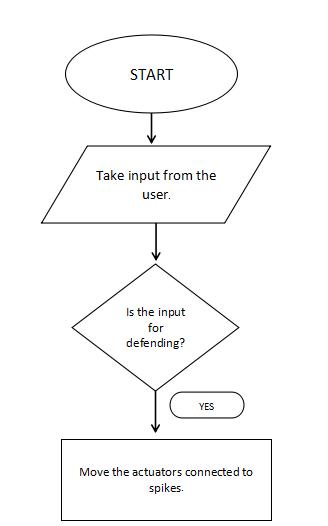 START
Take input from the
user.
Is the input
for
defending?
YES
Move the actuators connected to
spikes.